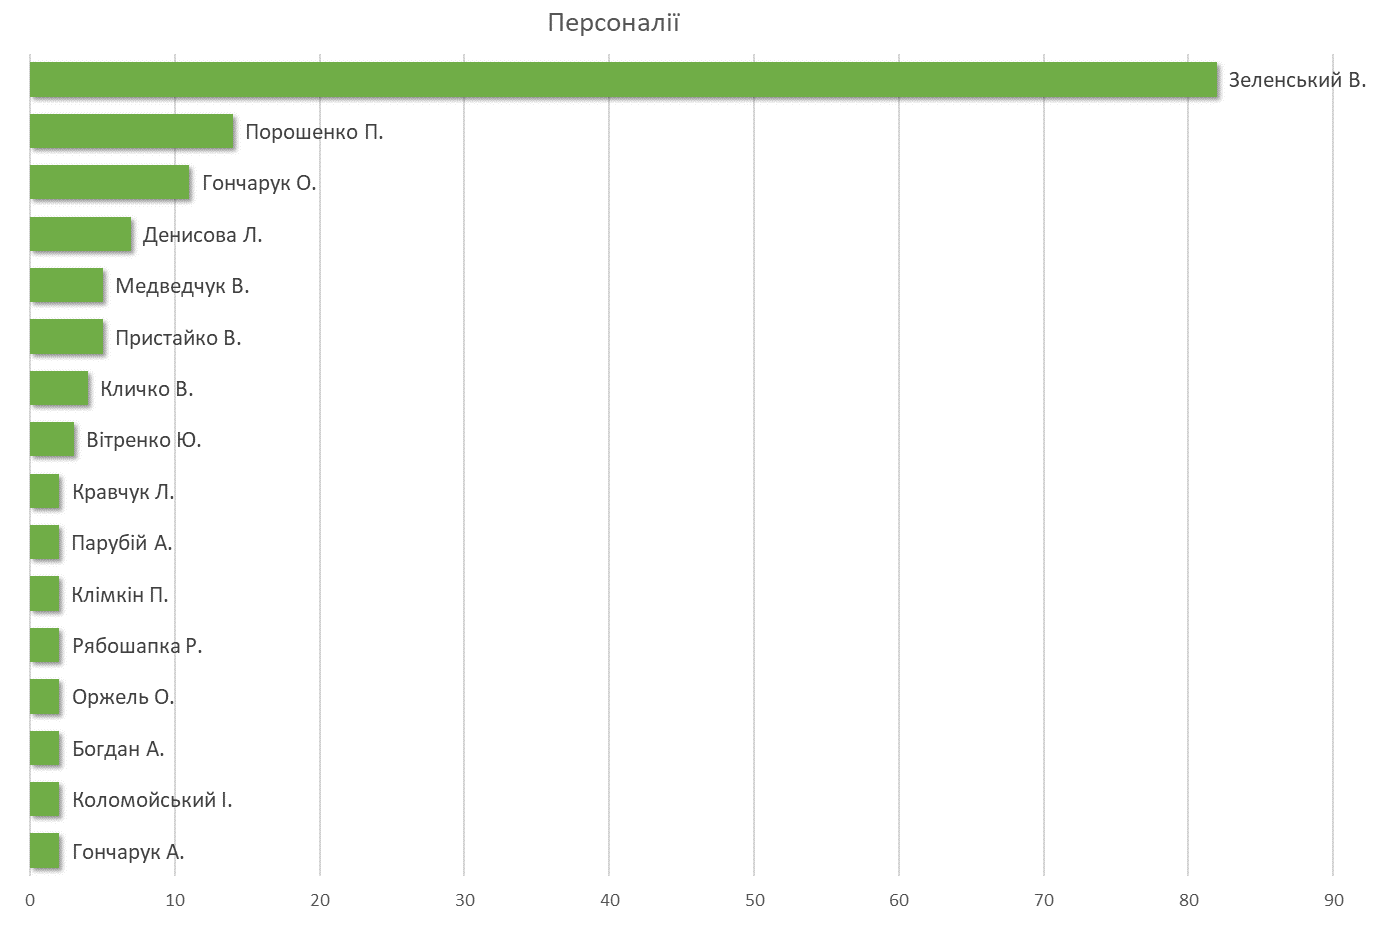 Персоналії
Зеленський В.
Порошенко П.
Гончарук О.
Денисова Л.
Медведчук В.
Пристайко В.
Кличко В.
Вітренко Ю.
Кравчук Л.
Парубій А.
Клімкін П.
Рябошапка Р.
Оржель О.
Богдан А.
Коломойський І.
Гончарук А.
0 10 20 30 40 50 60 70 80 90